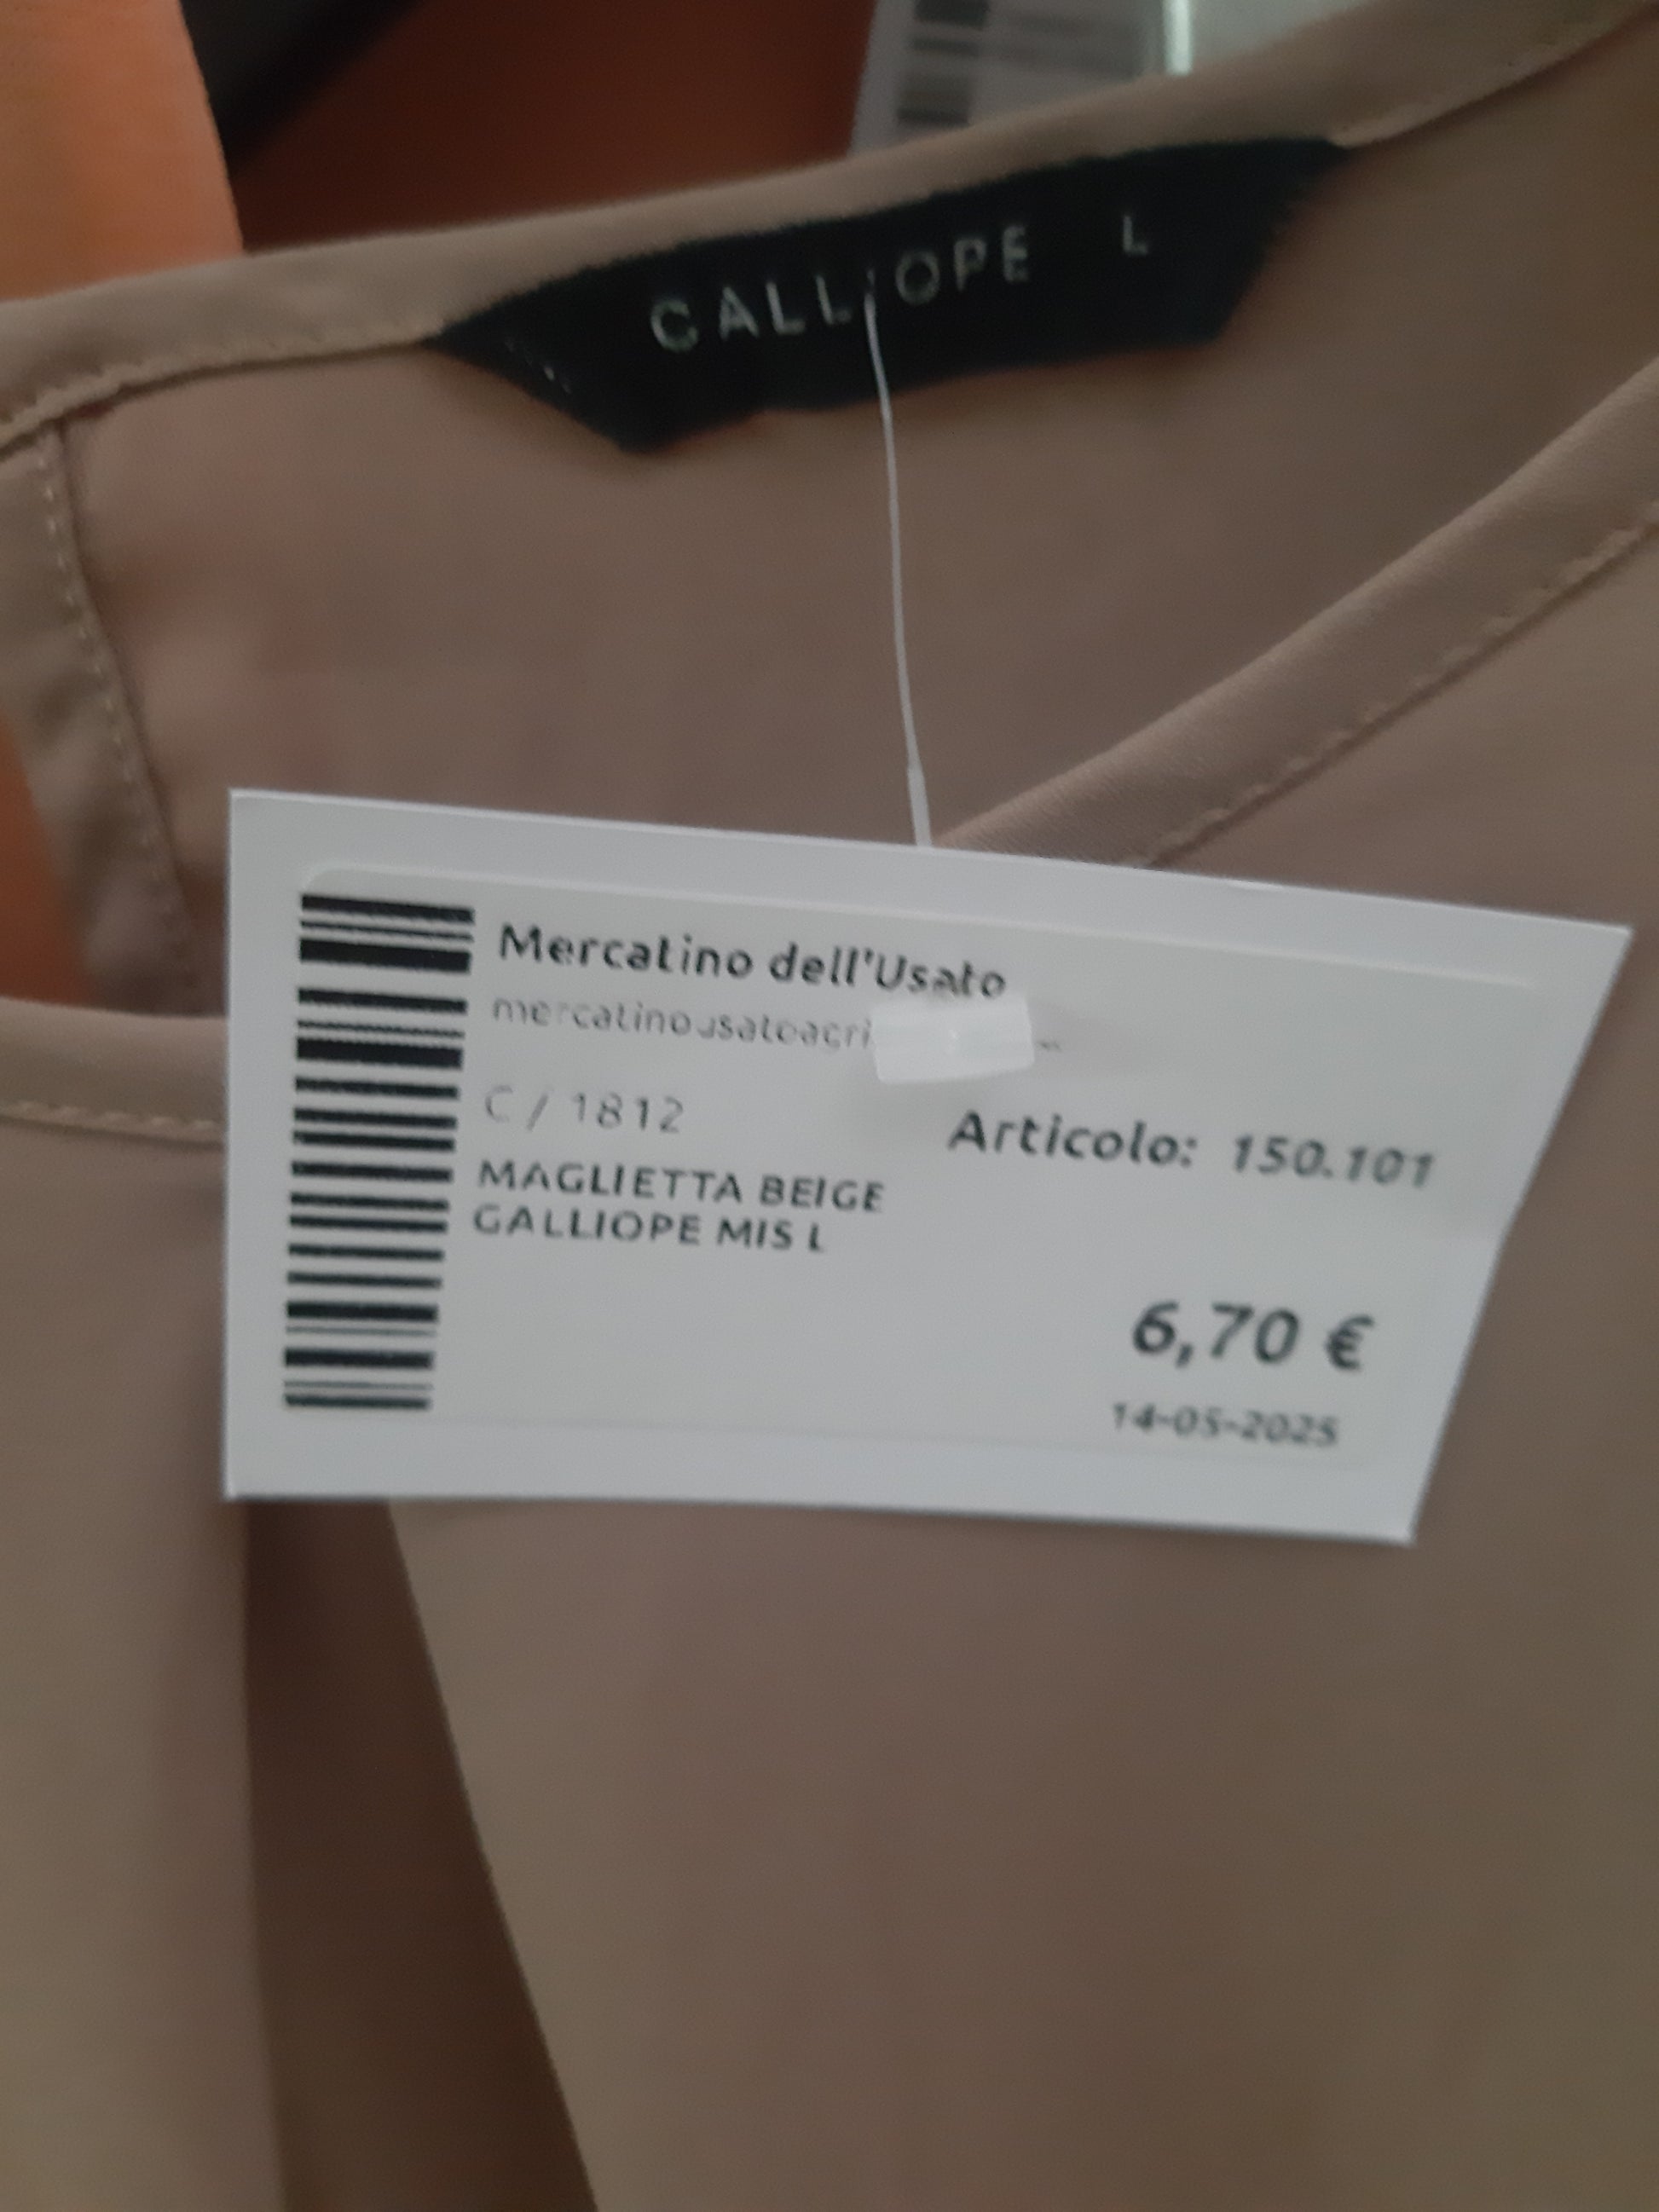 CALLIOPE L
Mercatino dell'Usato
C / 1812
Articolo: 150.101
MAGLIETTA BEIGE
GALLIOPE MIS L
6,70 €
14-05-2025